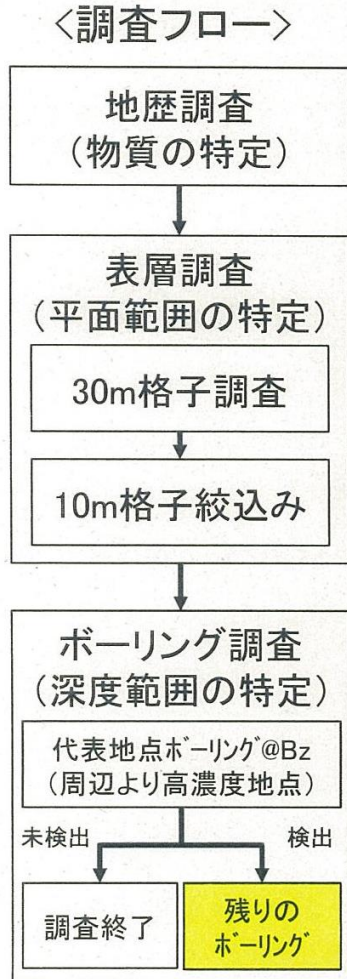 <調査フロー>
地歴調査
(物質の特定)
表層調査
(平面範囲の特定)
30m格子調査
10m格子絞込み
ボーリング調査
(深度範囲の特定)
代表地点ﾎﾞｰﾘﾝｸﾞ@Bz
(周辺より高濃度地点)
未検出
検出
調査終了
残りの
ﾎﾞｰﾘﾝｸﾞ